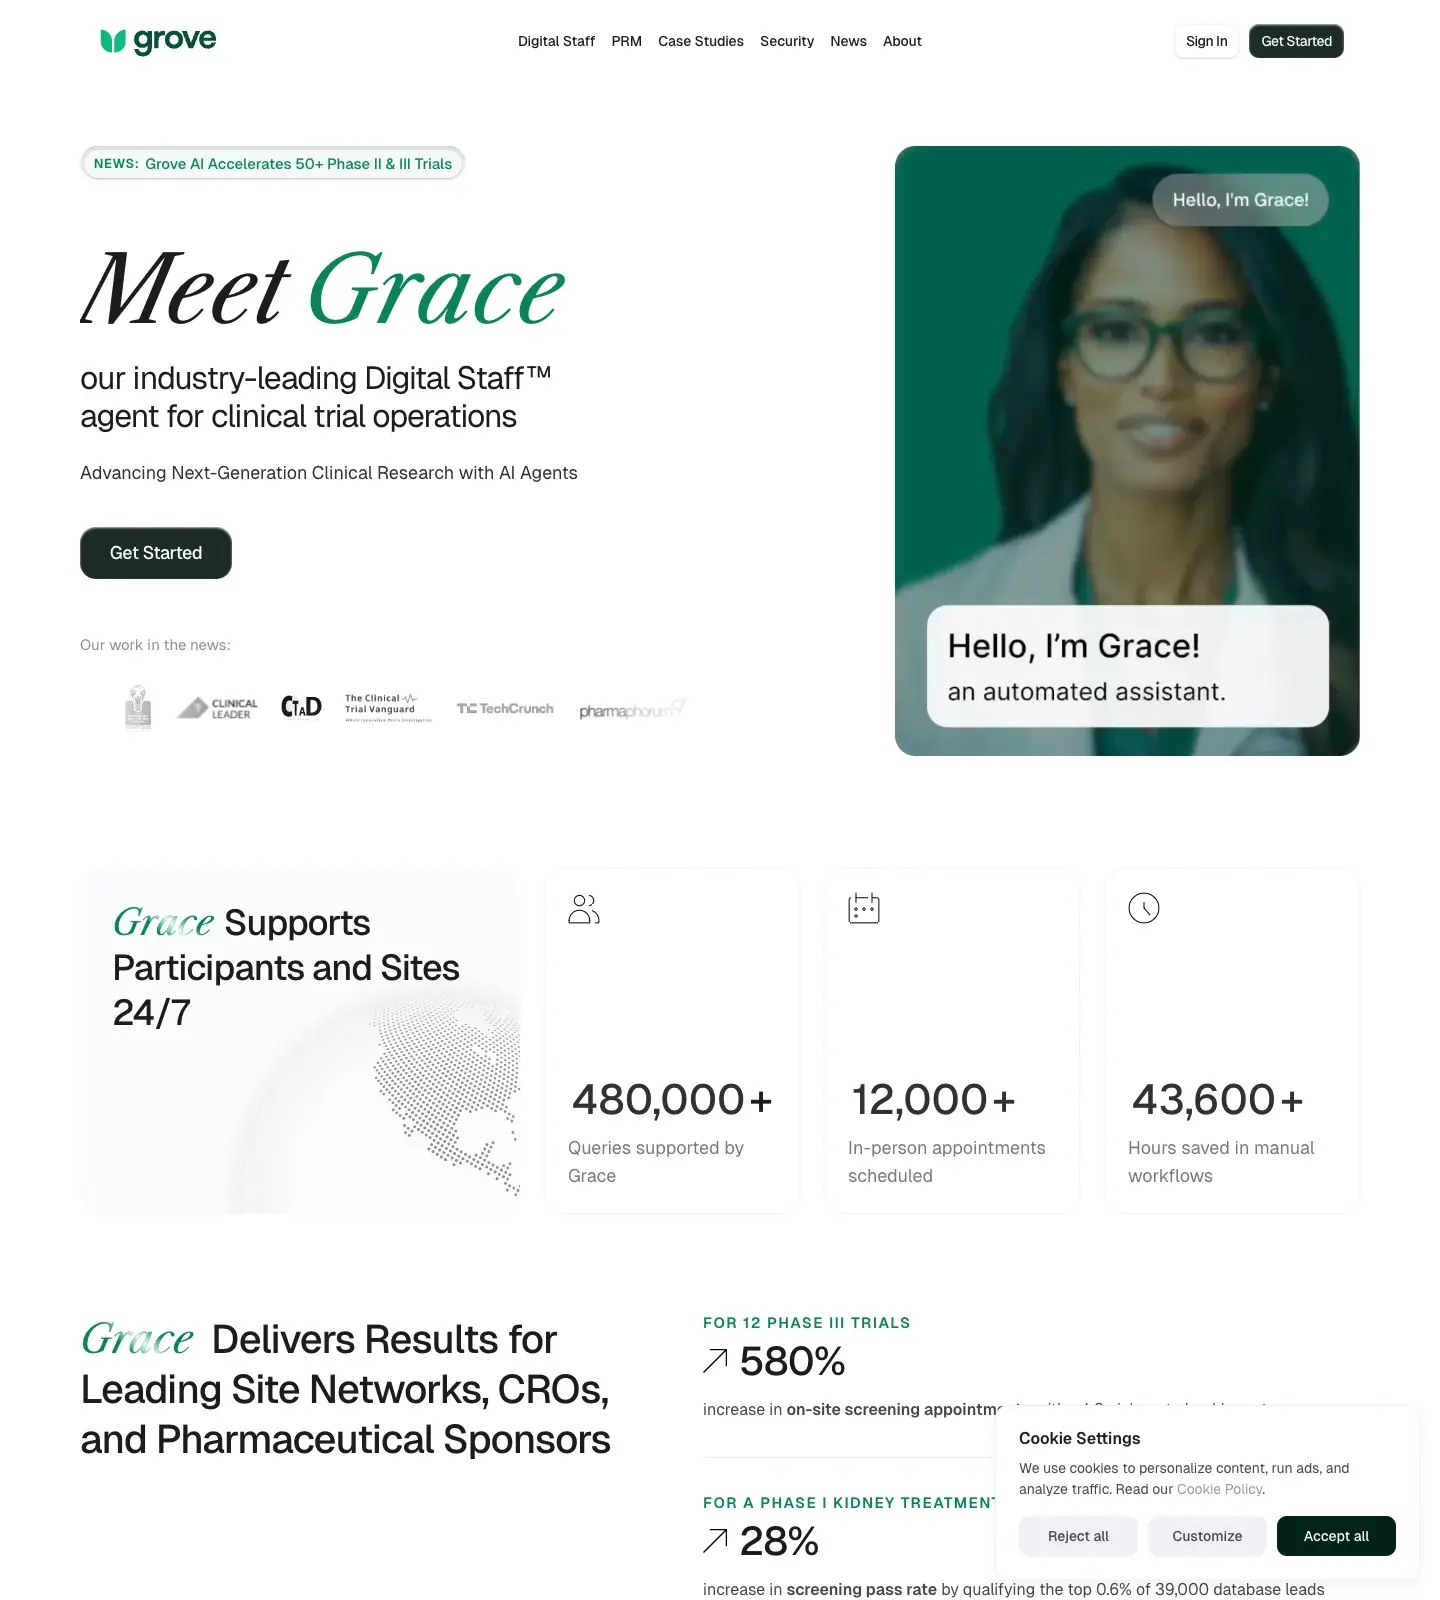 grove
Digital Staff PRM Case Studies Security News About
Sign In Get Started
NEWS: Grove AI Accelerates 50+ Phase II & III Trials
Meet Grace
our industry-leading Digital Staff™
agent for clinical trial operations
Advancing Next-Generation Clinical Research with AI Agents
Get Started
Our work in the news:
CLINICAL
LEADER
CTAD
The Clinical
Trial Vanguard
TechCrunch
pharmaphorum
Hello, I'm Grace!
Hello, I’m Grace!
an automated assistant.
Grace Supports
Participants and Sites
24/7
480,000+
Queries supported by
Grace
12,000+
In-person appointments
scheduled
43,600+
Hours saved in manual
workflows
Grace Delivers Results for
Leading Site Networks, CROs,
and Pharmaceutical Sponsors
FOR 12 PHASE III TRIALS
580%
increase in on-site screening
FOR A PHASE I KIDNEY TREATMENT
28%
increase in screening pass rate by qualifying the top 0.6% of 39,000 database leads
Cookie Settings
We use cookies to personalize content, run ads, and
analyze traffic. Read our Cookie Policy.
Reject all Customize Accept all